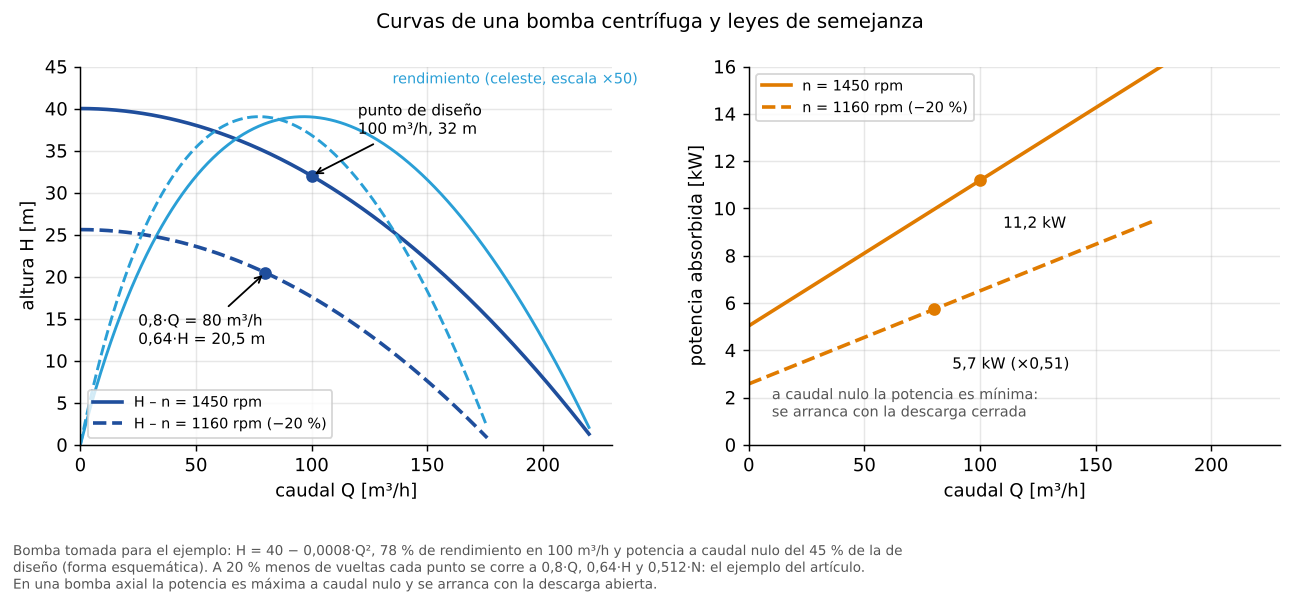 Curvas de una bomba centrífuga y leyes de semejanza
45
40
35
30
25
20
15
10
5
0
altura H [m]
rendimiento (celeste, escala ×50)
punto de diseño
100 m³/h, 32 m
0,8·Q = 80 m³/h
0,64·H = 20,5 m
H – n = 1450 rpm
H – n = 1160 rpm (−20 %)
0 50 100 150 200
caudal Q [m³/h]
16
14
12
10
8
6
4
2
0
potencia absorbida [kW]
n = 1450 rpm
n = 1160 rpm (−20 %)
11,2 kW
5,7 kW (×0,51)
a caudal nulo la potencia es mínima:
se arranca con la descarga cerrada
0 50 100 150 200
caudal Q [m³/h]
Bomba tomada para el ejemplo: H = 40 − 0,0008·Q², 78 % de rendimiento en 100 m³/h y potencia a caudal nulo del 45 % de la de
diseño (forma esquemática). A 20 % menos de vueltas cada punto se corre a 0,8·Q, 0,64·H y 0,512·N: el ejemplo del artículo.
En una bomba axial la potencia es máxima a caudal nulo y se arranca con la descarga abierta.